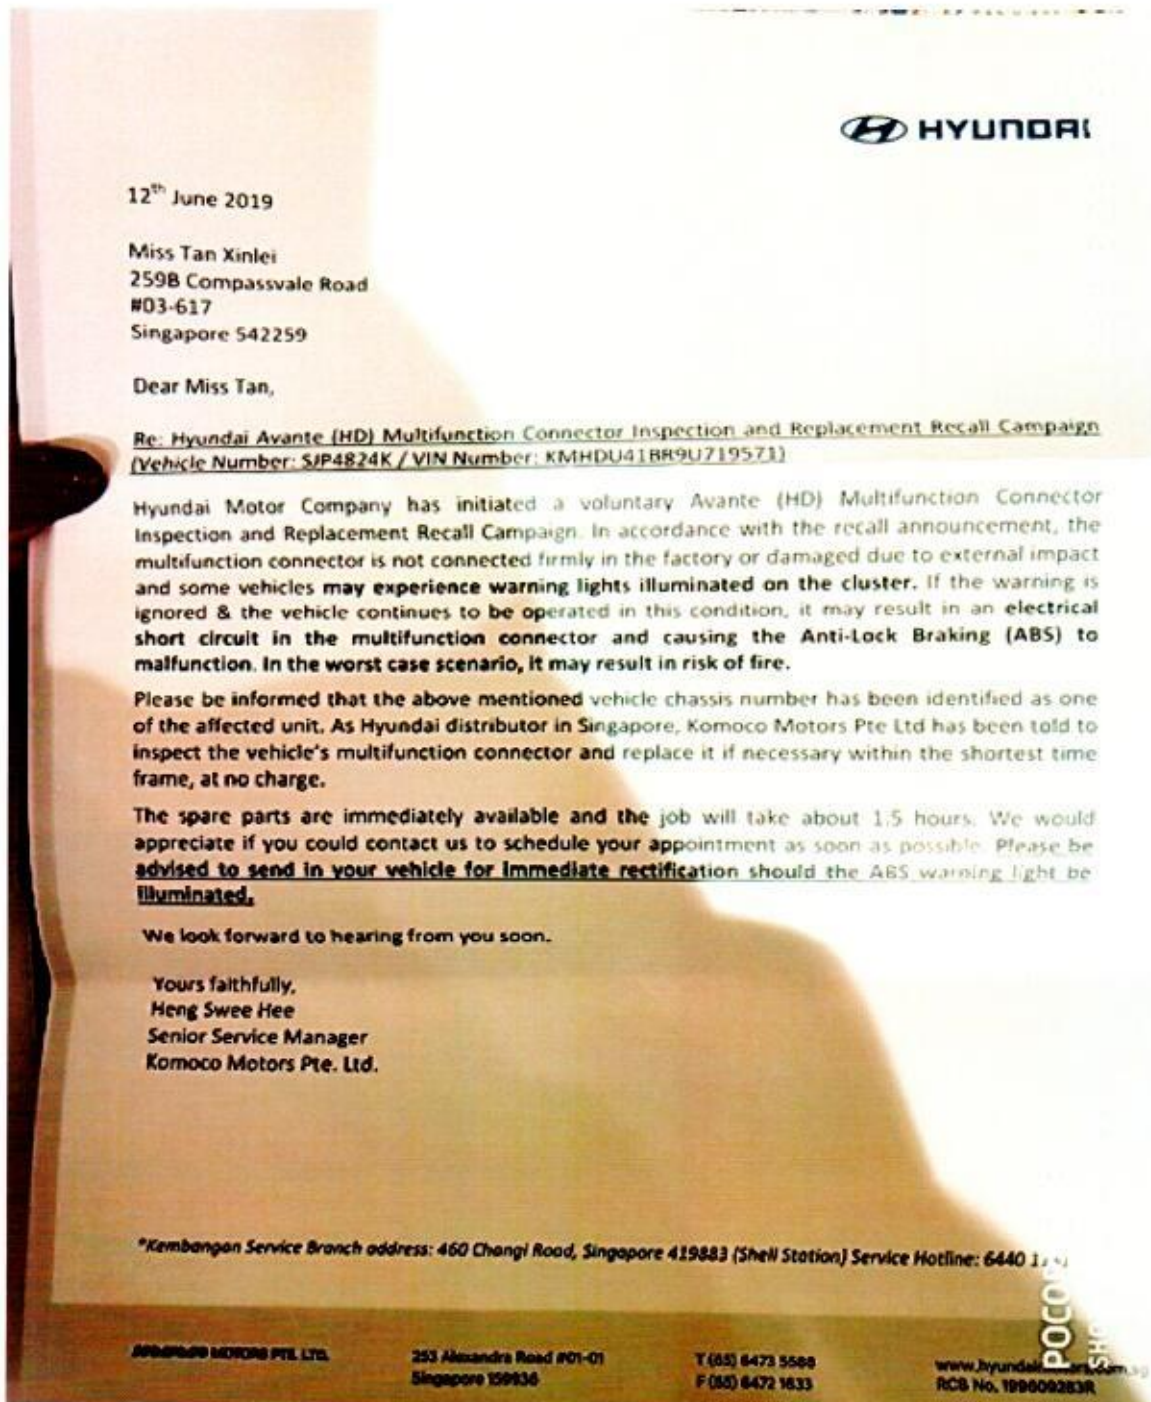 HYUNDAI
12th June 2019
Miss Tan Xinlei
259B Compassvale Road
#03-617
Singapore 542259
Dear Miss Tan,
Re: Hyundai Avante (HD) Multifunction Connector Inspection and Replacement Recall Campaign
(Vehicle Number: SJP4824K / VIN Number: KMHDU41BR9U719571)
Hyundai Motor Company has initiated a voluntary Avante (HD) Multifunction Connector
Inspection and Replacement Recall Campaign. In accordance with the recall announcement, the
multifunction connector is not connected firmly in the factory or damaged due to external impact
and some vehicles may experience warning lights illuminated on the cluster. If the warning is
ignored & the vehicle continues to be operated in this condition, it may result in an electrical
short circuit in the multifunction connector and causing the Anti-Lock Braking (ABS) to
malfunction. In the worst case scenario, it may result in risk of fire.
Please be informed that the above mentioned vehicle chassis number has been identified as one
of the affected unit. As Hyundai distributor in Singapore, Komoco Motors Pte Ltd has been told to
inspect the vehicle's multifunction connector and replace it if necessary within the shortest time
frame, at no charge.
The spare parts are immediately available and the job will take about 1.5 hours. We would
appreciate if you could contact us to schedule your appointment as soon as possible. Please be
advised to send in your vehicle for immediate rectification should the ABS warning light be
illuminated.
We look forward to hearing from you soon.
Yours faithfully,
Heng Swee Hee
Senior Service Manager
Komoco Motors Pte. Ltd.
*Kembangan Service Branch address: 460 Changi Road, Singapore 419883 (Shell Station) Service Hotline: 6440
MOTORS PTE. LTD.
253 Alexandra Road #01-01
Singapore 159936
T (65) 6473 5588
F (65) 6472 1633
RCB No. 199609283R